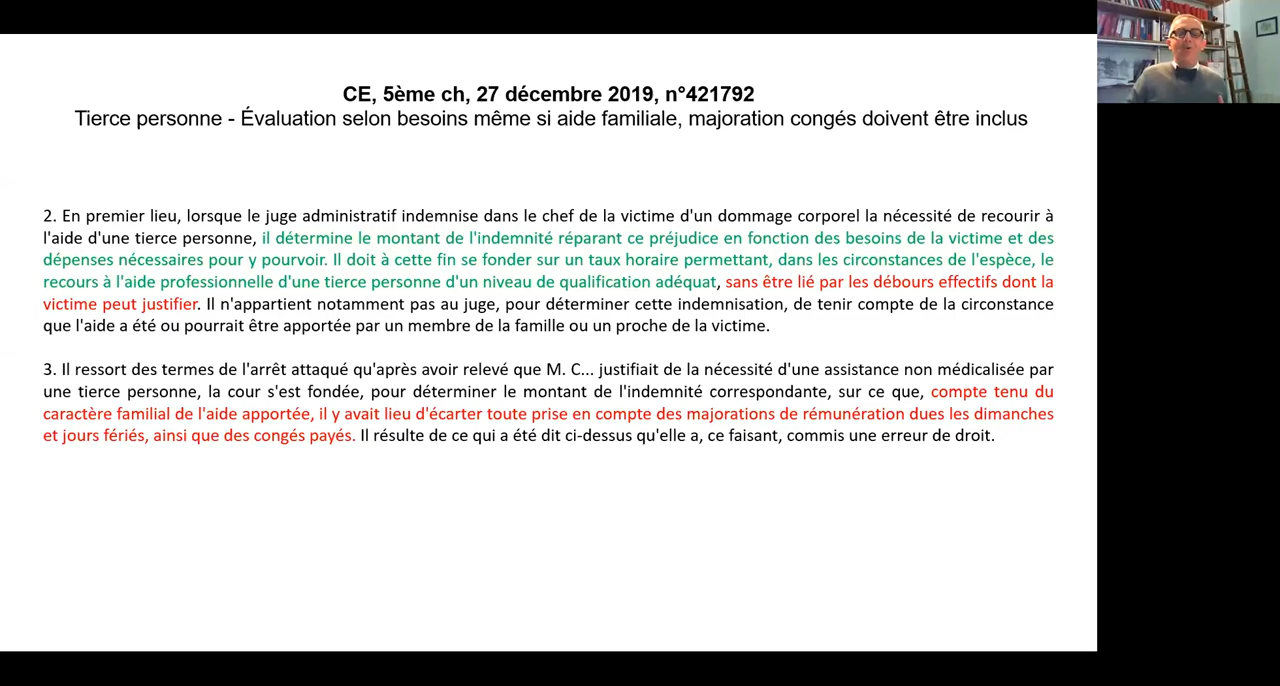 CE, 5ème ch, 27 décembre 2019, n°421792
Tierce personne - Évaluation selon besoins même si aide familiale, majoration congés doivent être inclus
2. En premier lieu, lorsque le juge administratif indemnise dans le chef de la victime d'un dommage corporel la nécessité de recourir à
l'aide d'une tierce personne, il détermine le montant de l'indemnité réparant ce préjudice en fonction des besoins de la victime et des
dépenses nécessaires pour y pourvoir. Il doit à cette fin se fonder sur un taux horaire permettant, dans les circonstances de l'espèce, le
recours à l'aide professionnelle d'une tierce personne d'un niveau de qualification adéquat, sans être lié par les débours effectifs dont la
victime peut justifier. Il n'appartient notamment pas au juge, pour déterminer cette indemnisation, de tenir compte de la circonstance
que l'aide a été ou pourrait être apportée par un membre de la famille ou un proche de la victime.
3. Il ressort des termes de l'arrêt attaqué qu'après avoir relevé que M. C... justifiait de la nécessité d'une assistance non médicalisée par
une tierce personne, la cour s'est fondée, pour déterminer le montant de l'indemnité correspondante, sur ce que, compte tenu du
caractère familial de l'aide apportée, il y avait lieu d'écarter toute prise en compte des majorations de rémunération dues les dimanches
et jours fériés, ainsi que des congés payés. Il résulte de ce qui a été dit ci-dessus qu'elle a, ce faisant, commis une erreur de droit.